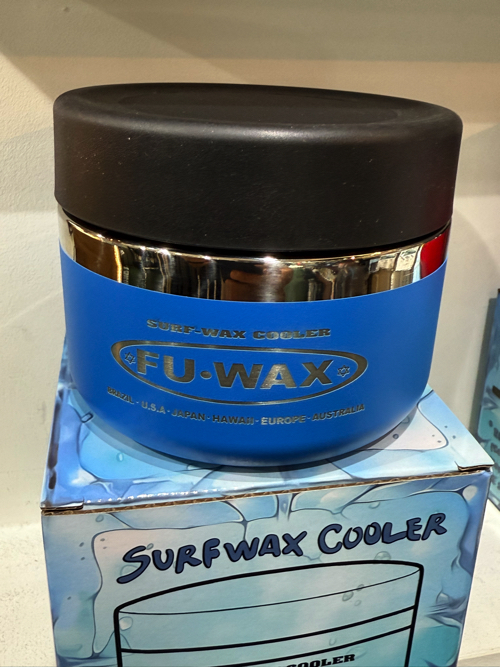 SURF-WAX COOLER
FU·WAX
BRAZIL · U.S.A · JAPAN · HAWAII · EUROPE · AUSTRALIA
SURFWAX COOLER
COOLER